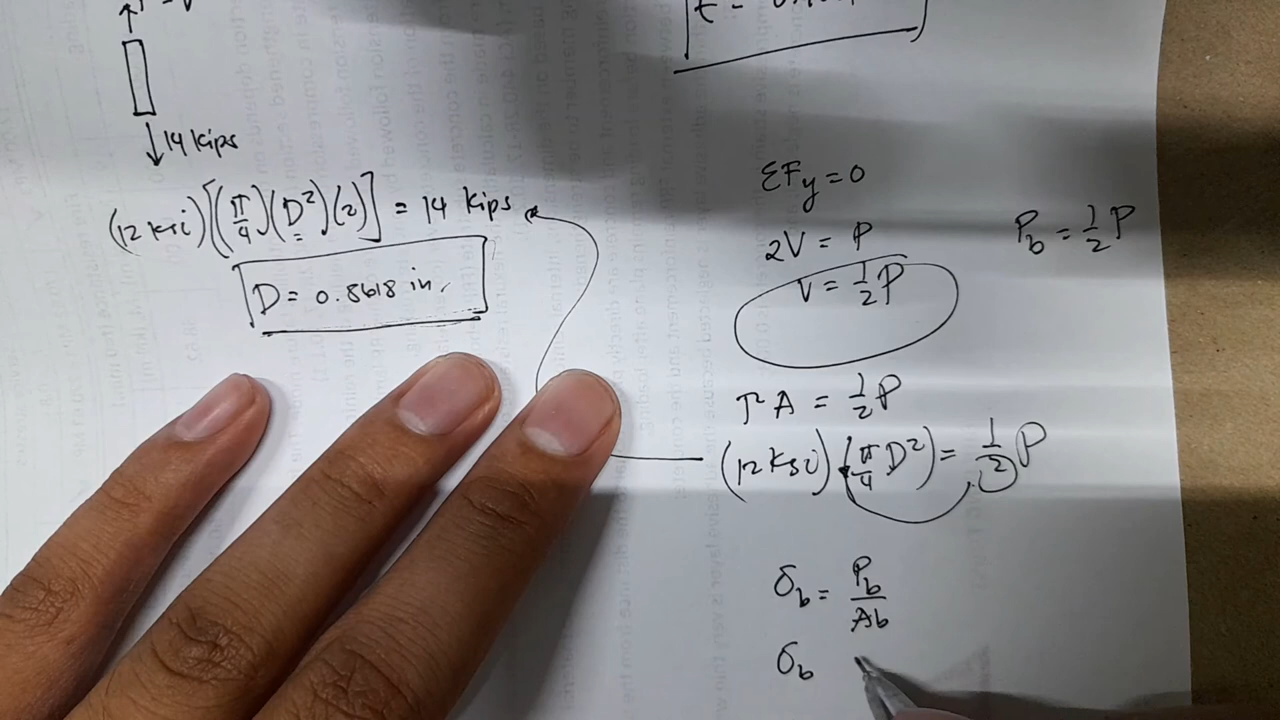 14 kips
(12 ksi)[(π/4)(D²)(2)] = 14 kips
D = 0.8618 in.
ΣFy = 0
2V = P
V = 1/2 P
Pb = 1/2 P
τ A = 1/2 P
(12 ksi)(π/4 D²) = 1/2 P
σb = Pb/Ab
σb